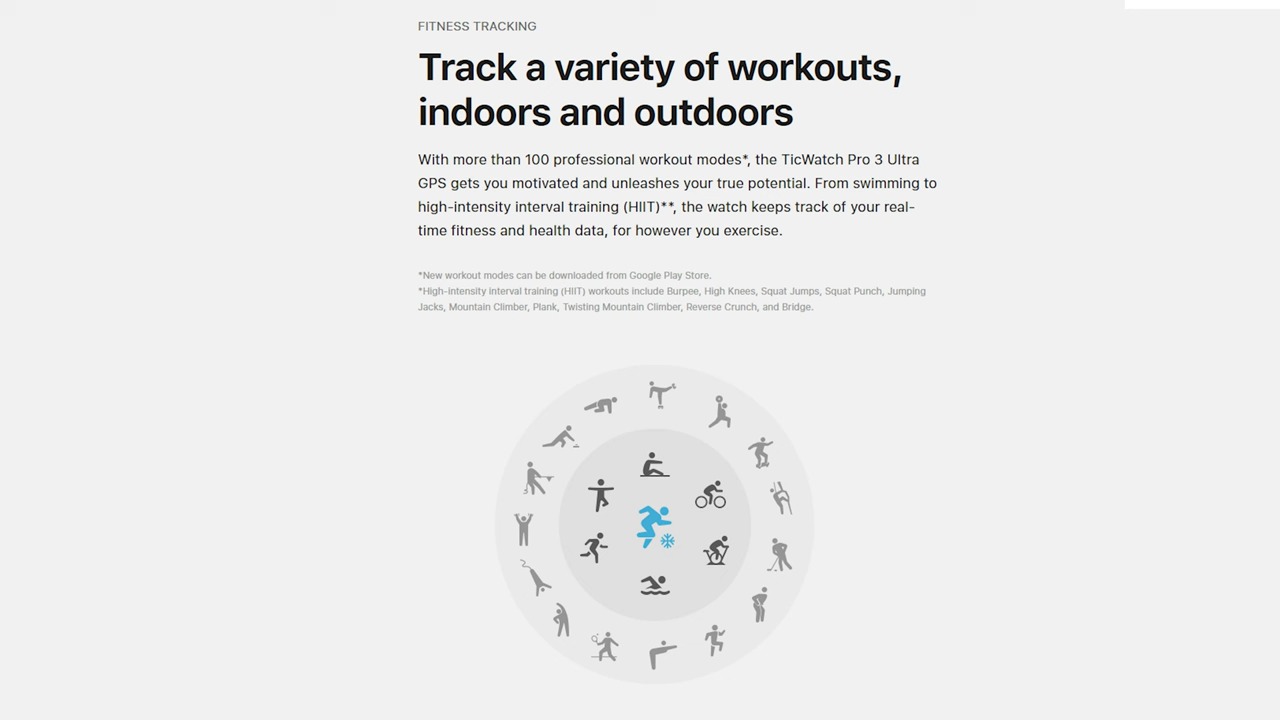 FITNESS TRACKING
Track a variety of workouts,
indoors and outdoors
With more than 100 professional workout modes*, the TicWatch Pro 3 Ultra
GPS gets you motivated and unleashes your true potential. From swimming to
high-intensity interval training (HIIT)**, the watch keeps track of your real-
time fitness and health data, for however you exercise.
*New workout modes can be downloaded from Google Play Store.
*High-intensity interval training (HIIT) workouts include Burpee, High Knees, Squat Jumps, Squat Punch, Jumping
Jacks, Mountain Climber, Plank, Twisting Mountain Climber, Reverse Crunch, and Bridge.